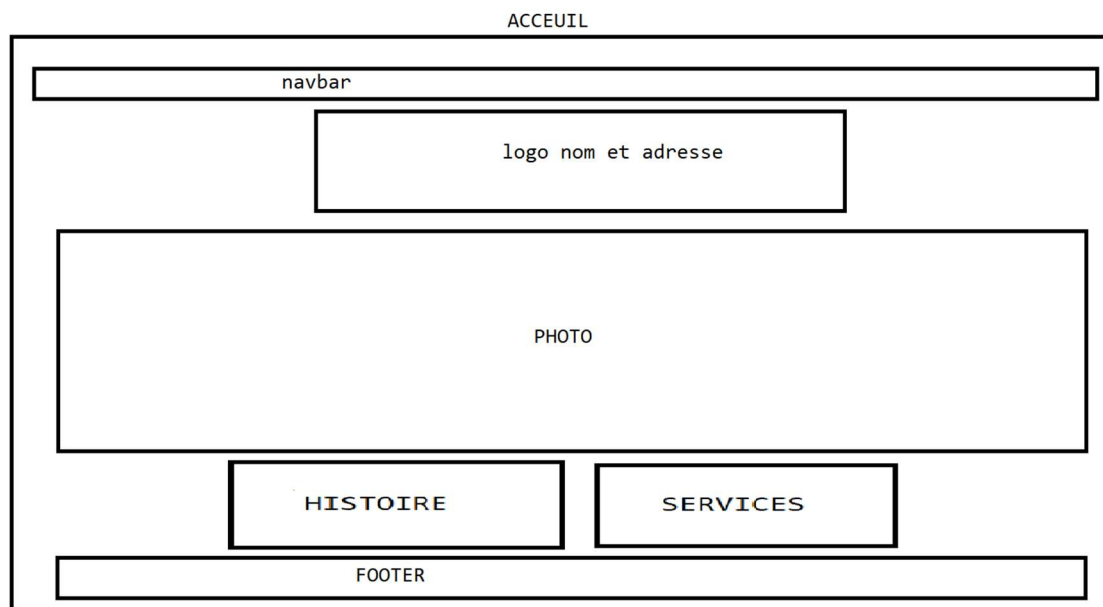 ACCEUIL
navbar
logo nom et adresse
PHOTO
HISTOIRE
SERVICES
FOOTER